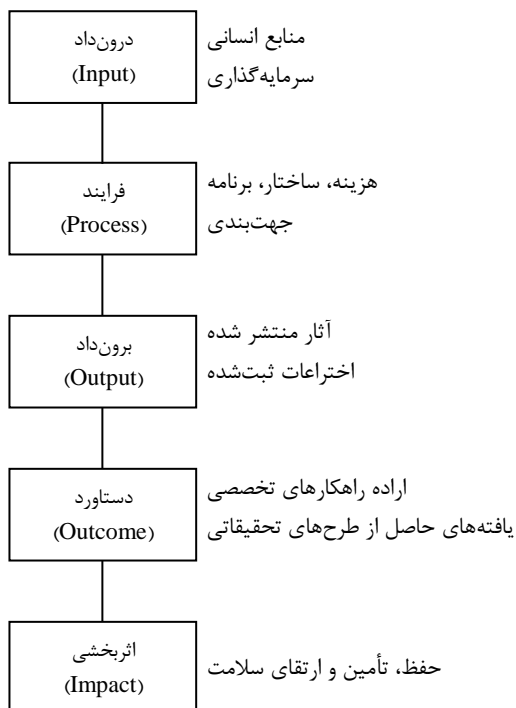 درون‌داد
(Input)
منابع انسانی
سرمایه‌گذاری
فرایند
(Process)
هزینه، ساختار، برنامه
جهت‌بندی
برون‌داد
(Output)
آثار منتشر شده
اختراعات ثبت‌شده
دستاورد
(Outcome)
اراده راهکارهای تخصصی
یافته‌های حاصل از طرح‌های تحقیقاتی
اثربخشی
(Impact)
حفظ، تأمین و ارتقای سلامت